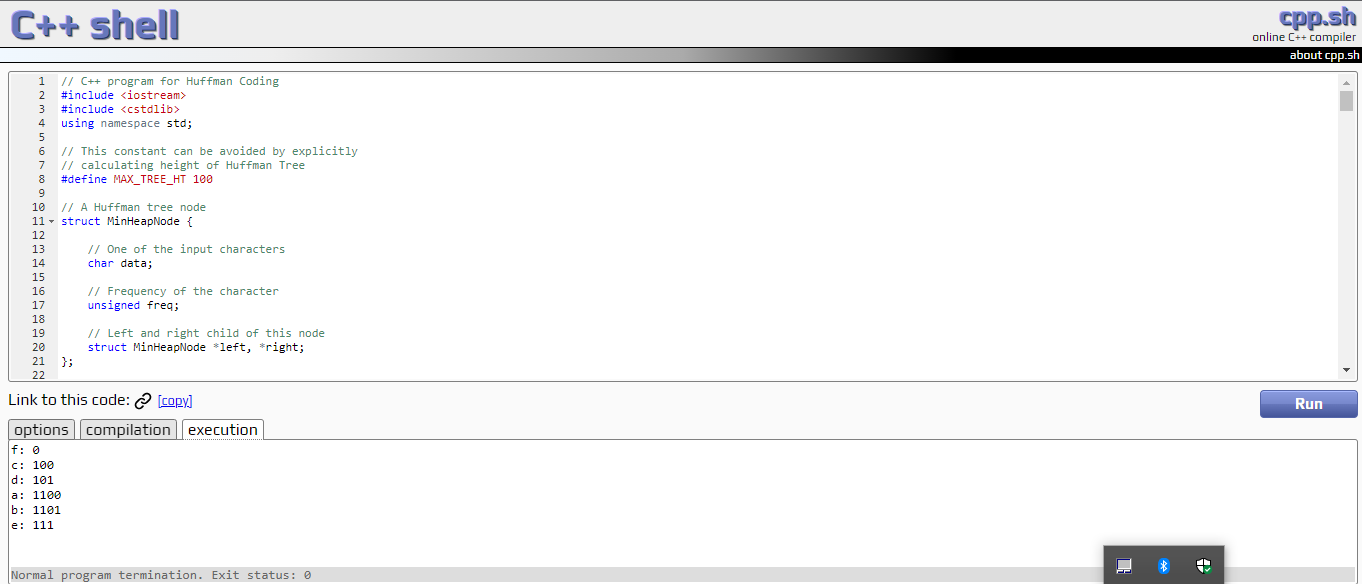 C++ shell
cpp.sh
online C++ compiler
about cpp.sh
1 // C++ program for Huffman Coding
2 #include <iostream>
3 #include <cstdlib>
4 using namespace std;
5
6 // This constant can be avoided by explicitly
7 // calculating height of Huffman Tree
8 #define MAX_TREE_HT 100
9
10 // A Huffman tree node
11 struct MinHeapNode {
12
13 // One of the input characters
14 char data;
15
16 // Frequency of the character
17 unsigned freq;
18
19 // Left and right child of this node
20 struct MinHeapNode *left, *right;
21 };
22
Link to this code: [copy]
Run
options compilation execution
f: 0
c: 100
d: 101
a: 1100
b: 1101
e: 111
Normal program termination. Exit status: 0